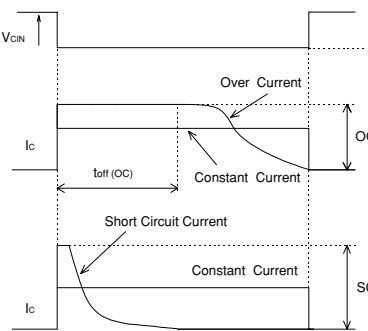 VCIN
Over Current
IC
OC
toff (OC)
Constant Current
Short Circuit Current
Constant Current
SC
IC